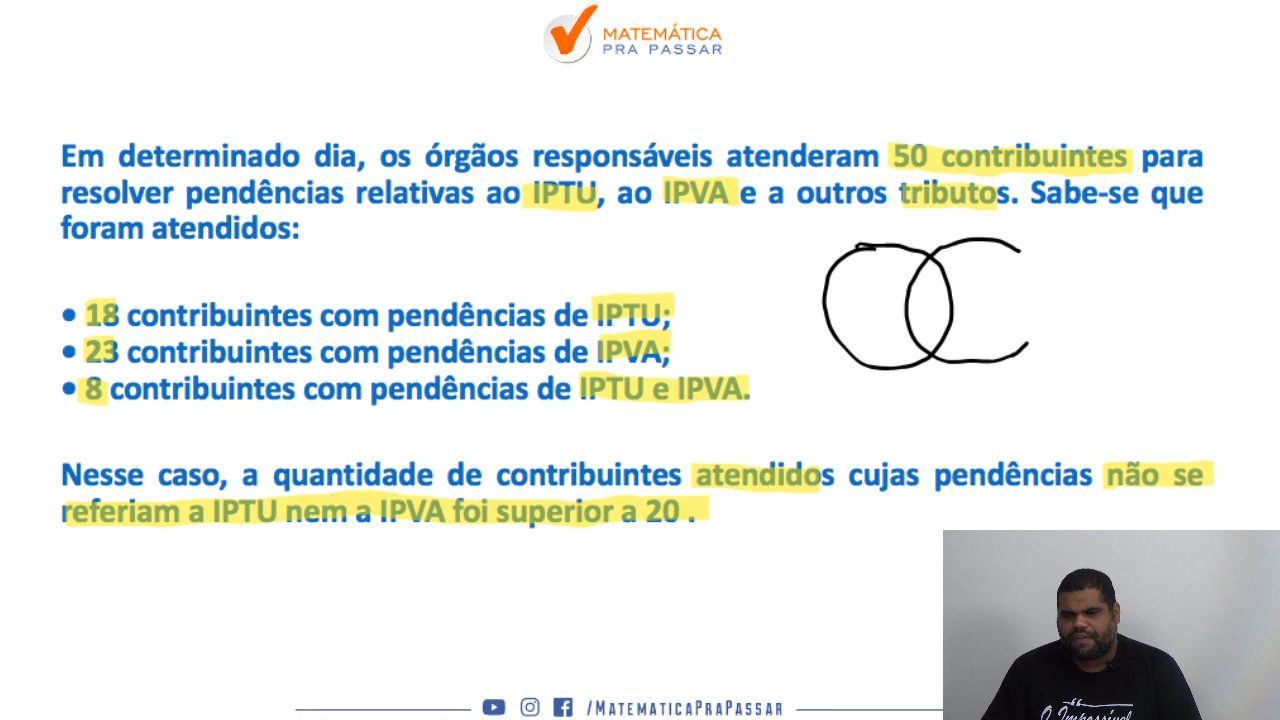 MATEMÁTICA
PRA PASSAR
Em determinado dia, os órgãos responsáveis atenderam 50 contribuintes para
resolver pendências relativas ao IPTU, ao IPVA e a outros tributos. Sabe-se que
foram atendidos:
• 18 contribuintes com pendências de IPTU;
• 23 contribuintes com pendências de IPVA;
• 8 contribuintes com pendências de IPTU e IPVA.
Nesse caso, a quantidade de contribuintes atendidos cujas pendências não se
referiam a IPTU nem a IPVA foi superior a 20 .
O Impossível
/MATEMATICAPRAPASSAR